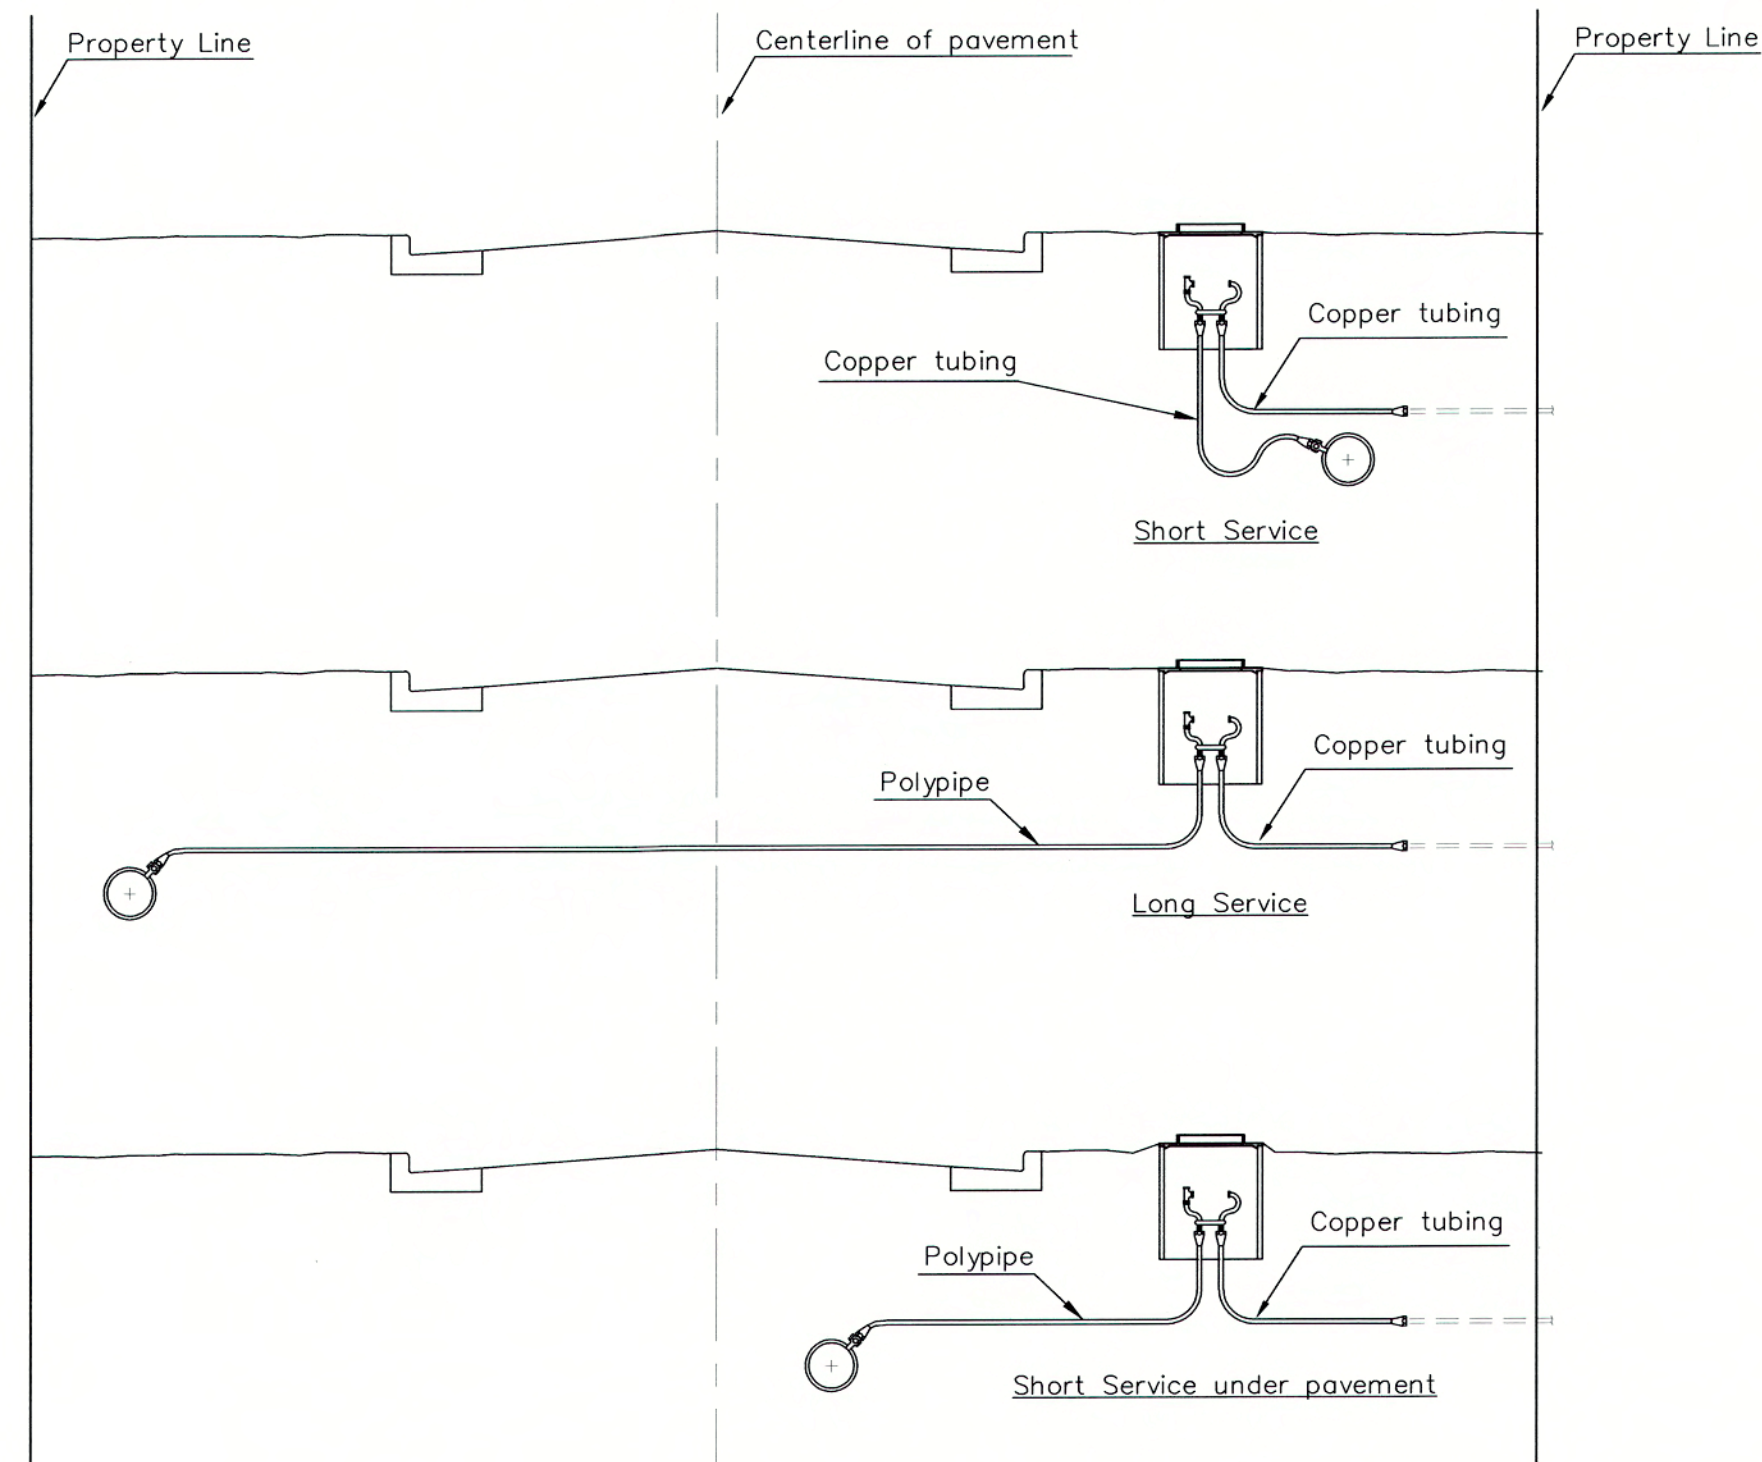 Property Line
Centerline of pavement
Property Line
Copper tubing
Copper tubing
Short Service
Copper tubing
Polypipe
Long Service
Copper tubing
Polypipe
Short Service under pavement